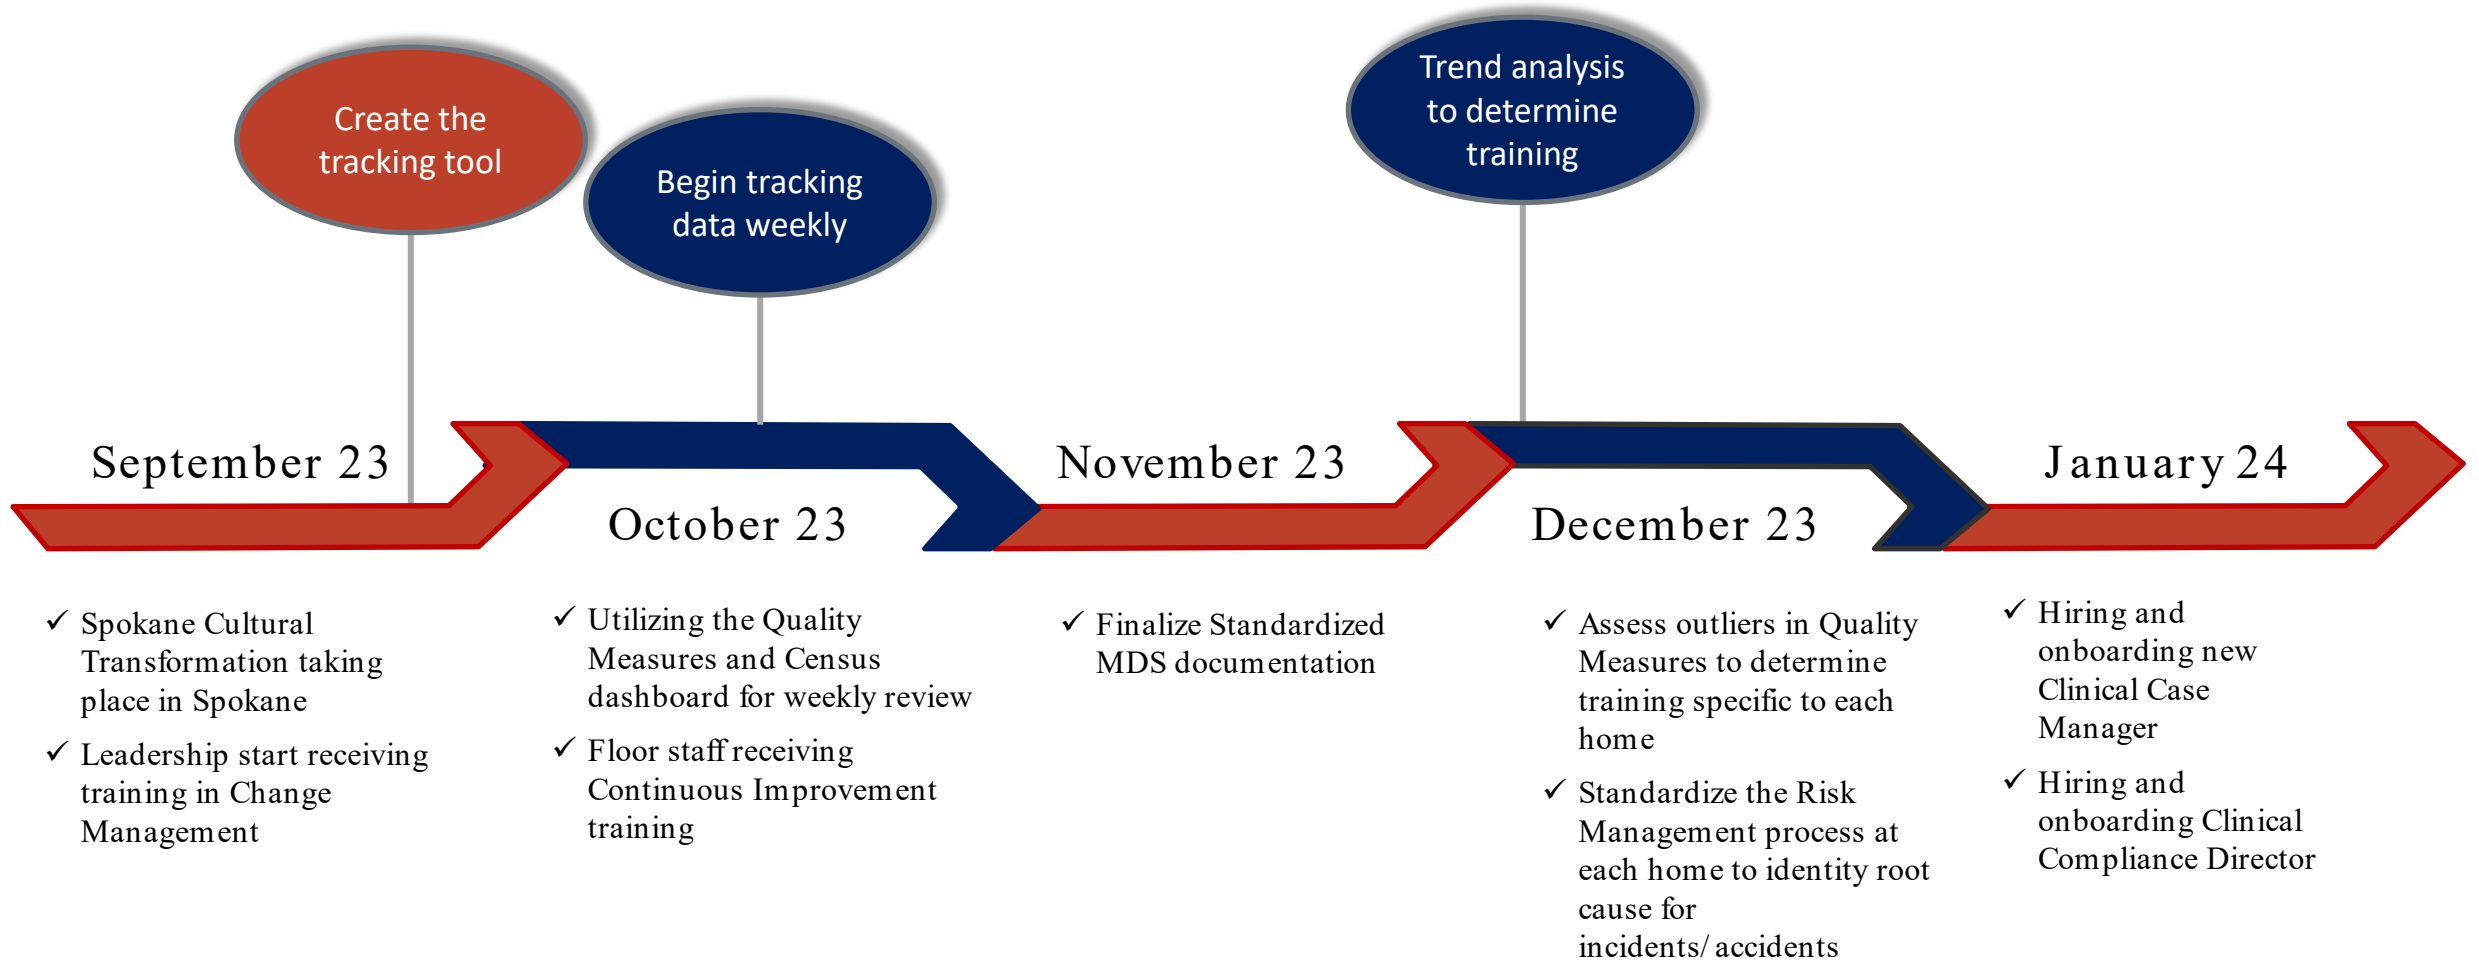 Create the
tracking tool
Begin tracking
data weekly
Trend analysis
to determine
training
September 23
October 23
November 23
December 23
January 24
✓ Spokane Cultural
Transformation taking
place in Spokane
✓ Leadership start receiving
training in Change
Management
✓ Utilizing the Quality
Measures and Census
dashboard for weekly review
✓ Floor staff receiving
Continuous Improvement
training
✓ Finalize Standardized
MDS documentation
✓ Assess outliers in Quality
Measures to determine
training specific to each
home
✓ Standardize the Risk
Management process at
each home to identity root
cause for
incidents/ accidents
✓ Hiring and
onboarding new
Clinical Case
Manager
✓ Hiring and
onboarding Clinical
Compliance Director